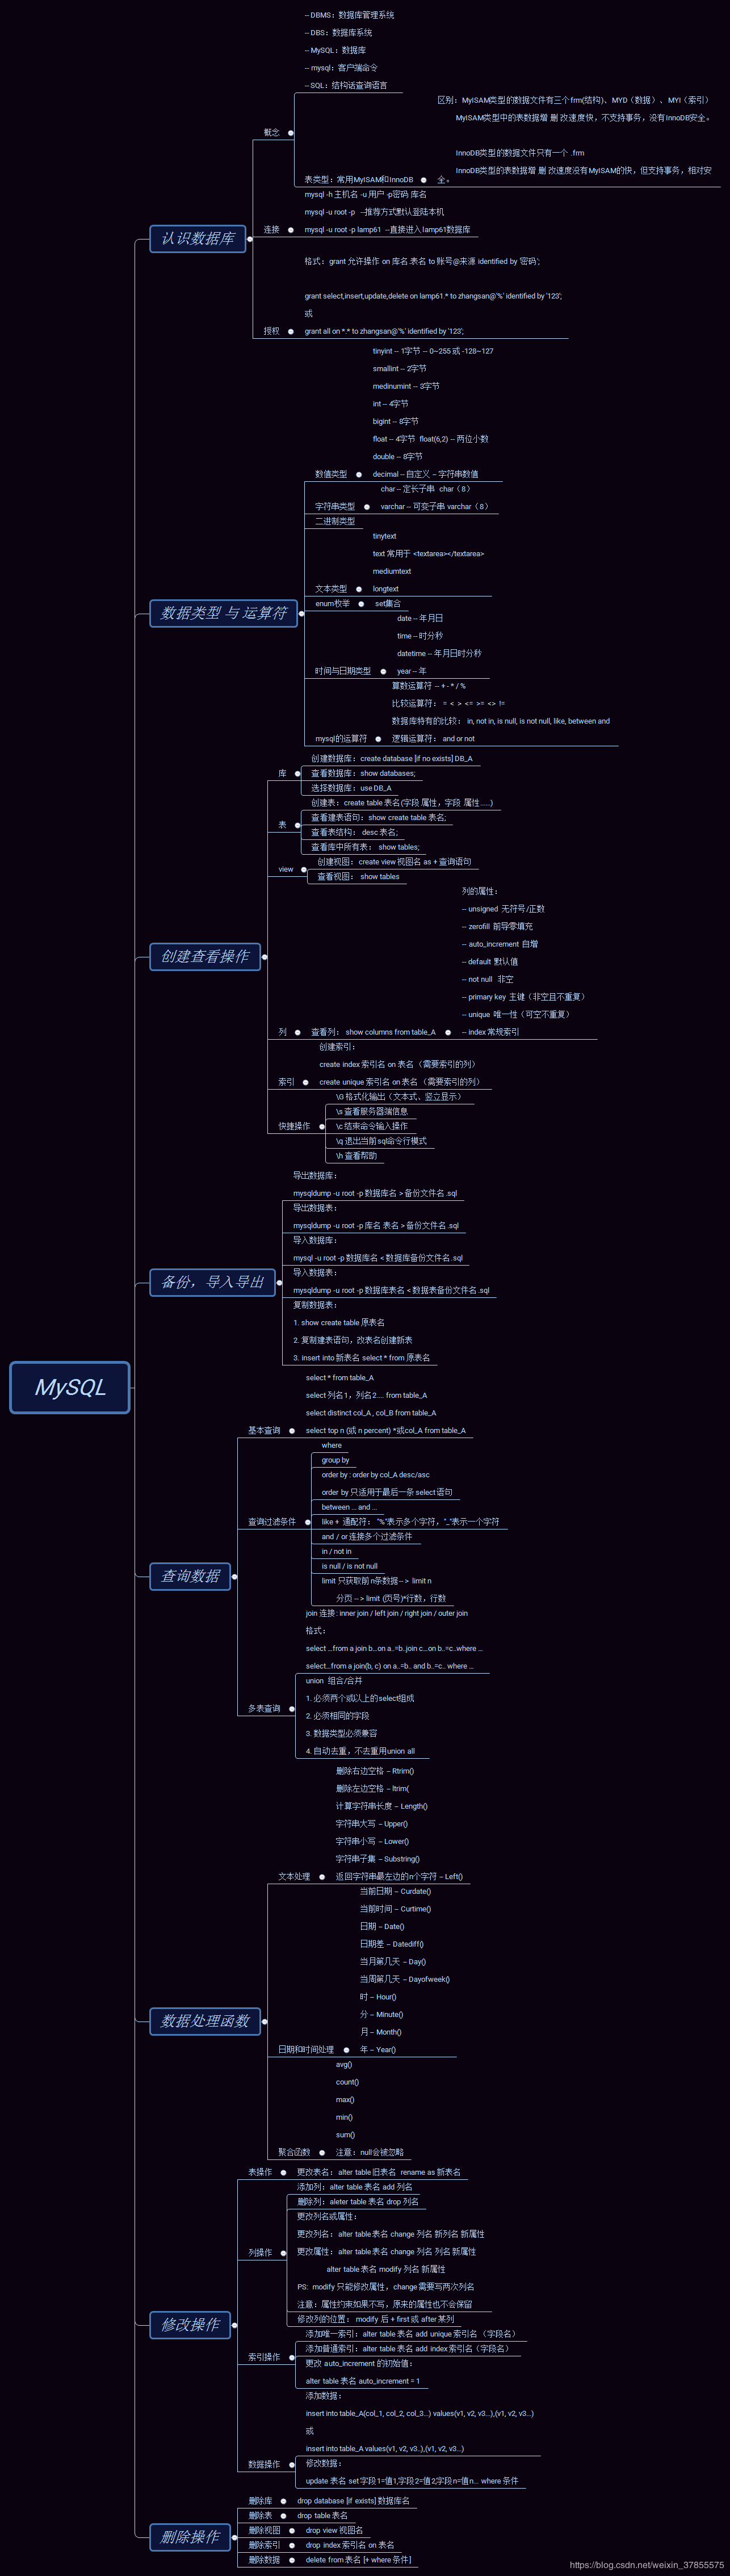 -- DBMS：数据库管理系统
-- DBS：数据库系统
-- MySQL：数据库
-- mysql：客户端命令
-- SQL：结构话查询语言
概念
区别：MyISAM类型的数据文件有三个frm(结构)、MYD（数据）、MYI（索引）
MyISAM类型中的表数据增 删 改速度快，不支持事务，没有InnoDB安全。
InnoDB类型的数据文件只有一个 .frm
InnoDB类型的表数据增 删 改速度没有MyISAM的快，但支持事务，相对安
全。
表类型：常用MyISAM和InnoDB
认识数据库
mysql -h 主机名 -u 用户 -p密码 库名
mysql -u root -p --推荐方式默认登陆本机
连接
mysql -u root -p lamp61 --直接进入lamp61数据库
格式：grant 允许操作 on 库名.表名 to 账号@来源 identified by '密码';
grant select,insert,update,delete on lamp61.* to zhangsan@'%' identified by '123';
或
授权
grant all on *.* to zhangsan@'%' identified by '123';
tinyint -- 1字节 -- 0~255 或 -128~127
smallint -- 2字节
medinumint -- 3字节
int -- 4字节
bigint -- 8字节
float -- 4字节 float(6,2) -- 两位小数
double -- 8字节
数值类型
decimal -- 自定义 -- 字符串数值
char -- 定长子串 char（8）
字符串类型
varchar -- 可变子串 varchar（8）
二进制类型
tinytext
text 常用于 <textarea></textarea>
mediumtext
文本类型
longtext
enum枚举
set集合
数据类型 与 运算符
date -- 年月日
time -- 时分秒
datetime -- 年月日时分秒
时间与日期类型
year -- 年
算数运算符 -- + - * / %
比较运算符： = < > <= >= <> !=
数据库特有的比较： in, not in, is null, is not null, like, between and
mysql的运算符
逻辑运算符： and or not
创建数据库：create database [if no exists] DB_A
库
查看数据库：show databases;
选择数据库：use DB_A
创建表：create table 表名(字段 属性，字段 属性......)
查看建表语句：show create table 表名;
表
查看表结构： desc 表名;
查看库中所有表： show tables;
创建视图：create view 视图名 as + 查询语句
view
查看视图： show tables
创建查看操作
列的属性：
-- unsigned 无符号/正数
-- zerofill 前导零填充
-- auto_increment 自增
-- default 默认值
-- not null 非空
-- primary key 主键（非空且不重复）
-- unique 唯一性（可空不重复）
列
查看列： show columns from table_A
-- index 常规索引
创建索引：
create index 索引名 on 表名 （需要索引的列）
索引
create unique 索引名 on 表名 （需要索引的列）
\G 格式化输出（文本式、竖立显示）
\s 查看服务器端信息
快捷操作
\c 结束命令输入操作
\q 退出当前sql命令行模式
\h 查看帮助
导出数据库：
mysqldump -u root -p 数据库名 > 备份文件名 .sql
导出数据表：
mysqldump -u root -p 库名 表名 > 备份文件名 .sql
导入数据库：
mysql -u root -p 数据库名 < 数据库备份文件名 .sql
备份，导入导出
导入数据表：
mysqldump -u root -p 数据库表名 < 数据表备份文件名 .sql
复制数据表：
1. show create table 原表名
2. 复制建表语句，改表名创建新表
3. insert into 新表名 select * from 原表名
MySQL
select * from table_A
select 列名1，列名2..... from table_A
select distinct col_A , col_B from table_A
基本查询
select top n (或 n percent) *或col_A from table_A
where
group by
order by : order by col_A desc/asc
order by 只适用于最后一条 select 语句
between ... and ...
查询过滤条件
like + 通配符： "%"表示多个字符，"_"表示一个字符
and / or 连接多个过滤条件
in / not in
is null / is not null
limit 只获取前 n条数据 --> limit n
分页 --> limit (页号)*行数，行数
查询数据
join 连接 : inner join / left join / right join / outer join
格式：
select ...from a join b...on a..=b..join c...on b..=c..where ...
select...from a join(b, c) on a..=b.. and b..=c.. where ...
union 组合/合并
1. 必须两个或以上的select组成
多表查询
2. 必须相同的字段
3. 数据类型必须兼容
4. 自动去重，不去重用union all
删除右边空格 -- Rtrim()
删除左边空格 -- ltrim(
计算字符串长度 -- Length()
字符串大写 -- Upper()
字符串小写 -- Lower()
字符串子集 -- Substring()
文本处理
返回字符串最左边的n个字符 -- Left()
当前日期 -- Curdate()
当前时间 -- Curtime()
日期 -- Date()
日期差 -- Datediff()
当月第几天 -- Day()
当周第几天 -- Dayofweek()
时 -- Hour()
数据处理函数
分 -- Minute()
月 -- Month()
日期和时间处理
年 -- Year()
avg()
count()
max()
min()
sum()
聚合函数
注意：null会被忽略
表操作
更改表名：alter table 旧表名 rename as 新表名
添加列：alter table 表名 add 列名
删除列：aleter table 表名 drop 列名
更改列名或属性：
更改列名：alter table 表名 change 列名 新列名 新属性
列操作
更改属性：alter table 表名 change 列名 列名 新属性
alter table 表名 modify 列名 新属性
PS: modify 只能修改属性，change 需要写两次列名
注意：属性约束如果不写，原来的属性也不会保留
修改列的位置： modify 后 + first 或 after 某列
修改操作
添加唯一索引：alter table 表名 add unique 索引名 （字段名）
添加普通索引：alter table 表名 add index 索引名（字段名）
索引操作
更改 auto_increment 的初始值：
alter table 表名 auto_increment = 1
添加数据：
insert into table_A(col_1, col_2, col_3...) values(v1, v2, v3...),(v1, v2, v3...)
或
insert into table_A values(v1, v2, v3..),(v1, v2, v3...)
数据操作
修改数据：
update 表名 set 字段1=值1,字段2=值2,字段n=值n... where 条件
删除库
drop database [if exists] 数据库名
删除表
drop table 表名
删除视图
drop view 视图名
删除操作
删除索引
drop index 索引名 on 表名
删除数据
delete from 表名 [+ where 条件]
https://blog.csdn.net/weixin_37855575